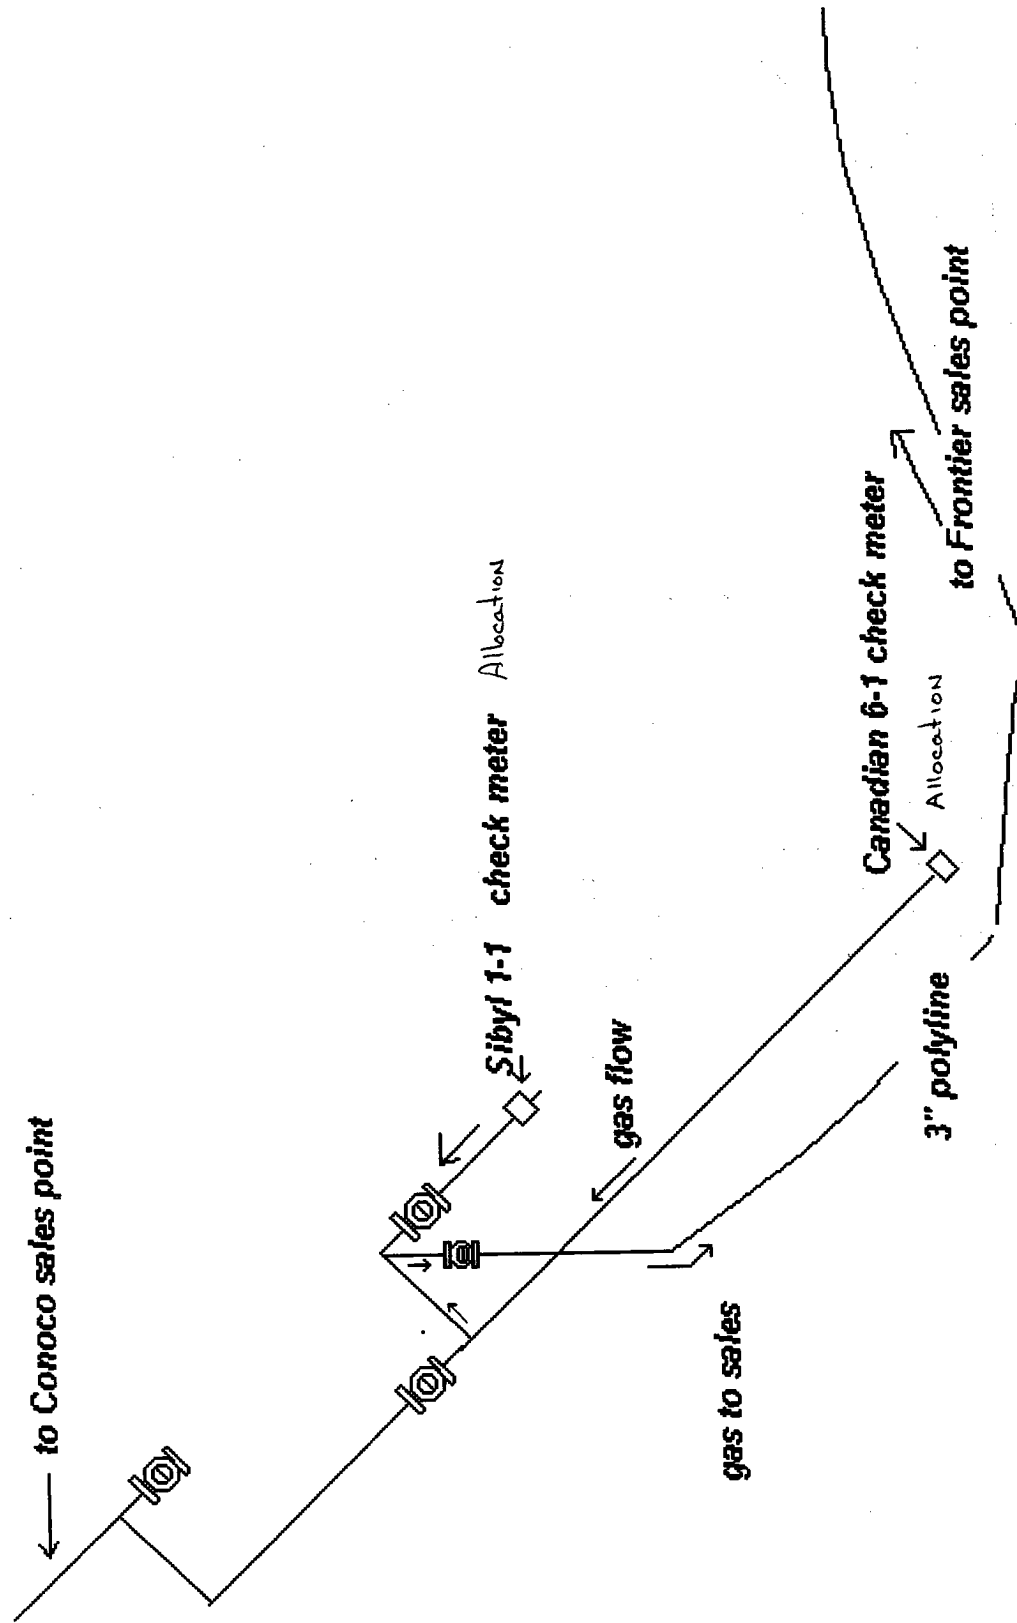 to Conoco sales point
Sibyl 1-1 check meter Allocation
gas flow
Canadian 6-1 check meter
Allocation
to Frontier sales point
3" polyline
gas to sales